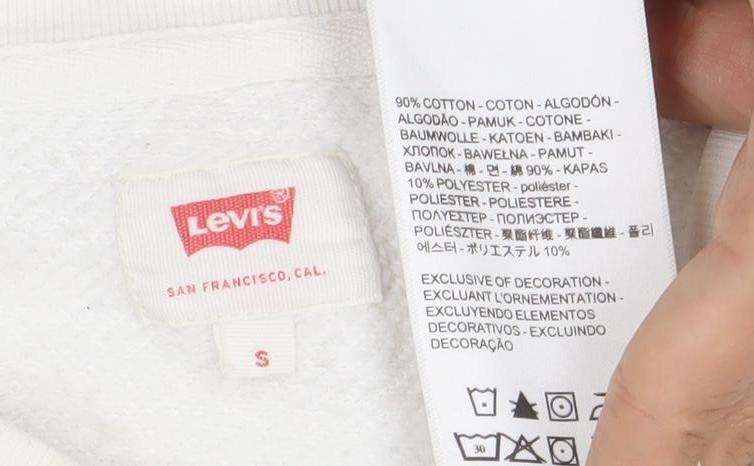 Levi's
SAN FRANCISCO, CAL.
S
90% COTTON - COTON - ALGODÓN -
ALGODÃO - PAMUK - COTONE -
BAUMWOLLE - KATOEN - BAMBAKI -
ХЛОПОК - BAWEŁNA - PAMUT -
BAVLNA - 棉 - 면 - 綿 90% - KAPAS
10% POLYESTER - poliéster -
POLIESTER - POLIESTERE -
ΠΟΛΥΕΣΤΕΡ - ПОЛИЭСТЕР -
POLIÉSZTER - 聚酯纤维 - 聚酯纖維 - 폴리
에스터 - ポリエステル 10%
EXCLUSIVE OF DECORATION -
EXCLUANT L'ORNEMENTATION -
EXCLUYENDO ELEMENTOS
DECORATIVOS - EXCLUINDO
DECORAÇÃO
30